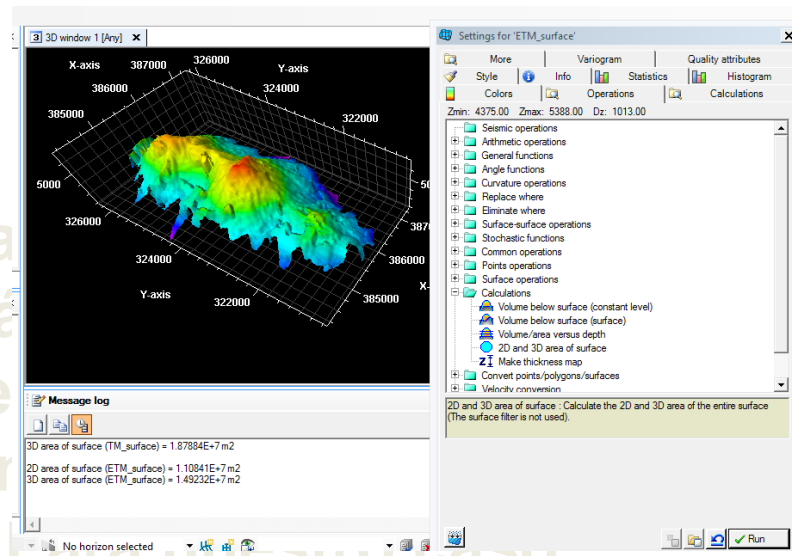 3 3D window 1 [Any]
X-axis
387000
326000
Y-axis
386000
324000
385000
322000
5000
326000
387
324000
386000
Y-axis
322000
385000
X-
Message log
3D area of surface (TM_surface) = 1.87884E+7 m2
2D area of surface (ETM_surface) = 1.10841E+7 m2
3D area of surface (ETM_surface) = 1.49232E+7 m2
No horizon selected
Settings for 'ETM_surface'
More Variogram Quality attributes
Style Info Statistics Histogram
Colors Operations Calculations
Zmin: 4375.00 Zmax: 5388.00 Dz: 1013.00
Seismic operations
Arithmetic operations
General functions
Angle functions
Curvature operations
Replace where
Eliminate where
Surface-surface operations
Stochastic functions
Common operations
Points operations
Surface operations
Calculations
Volume below surface (constant level)
Volume below surface (surface)
Volume/area versus depth
2D and 3D area of surface
Make thickness map
Convert points/polygons/surfaces
Velocity conversion
2D and 3D area of surface : Calculate the 2D and 3D area of the entire surface
(The surface filter is not used).
Run